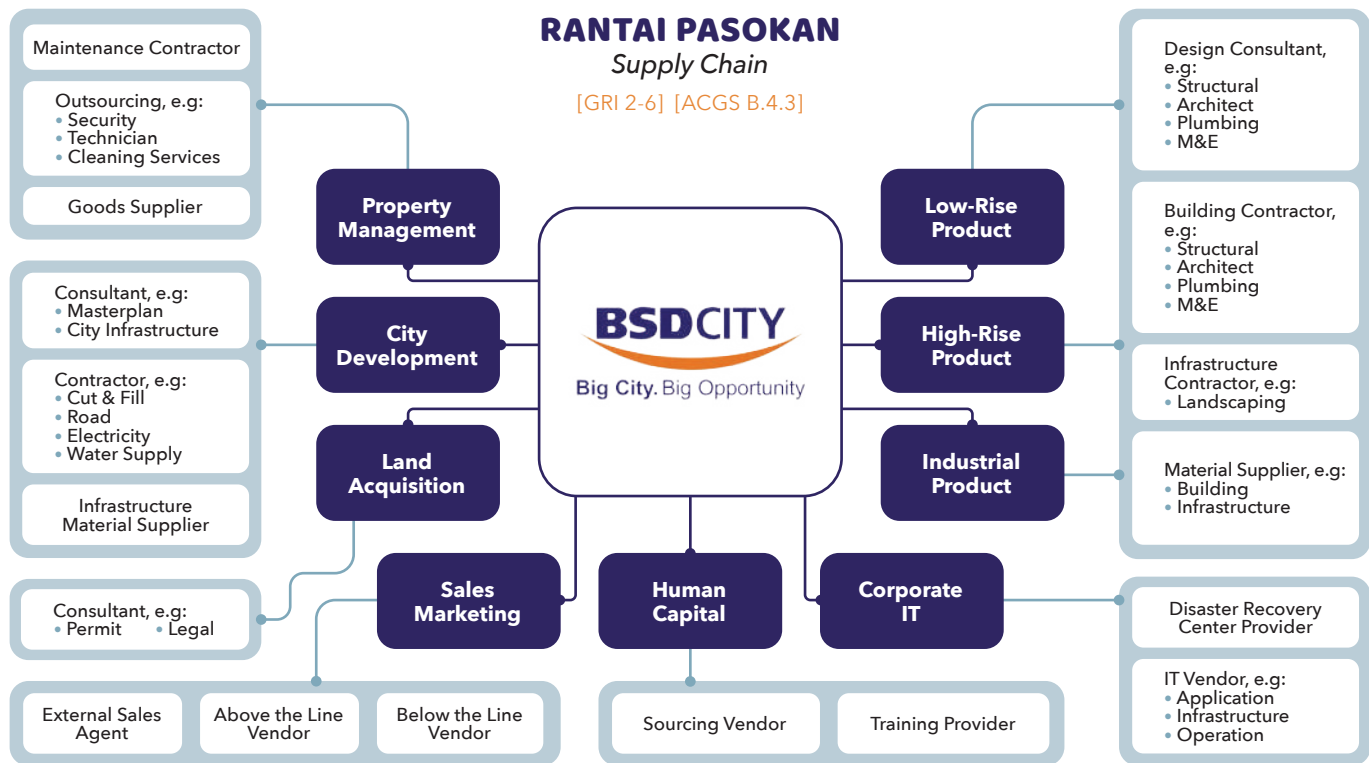 RANTAI PASOKAN
Supply Chain
[GRI 2-6] [ACGS B.4.3]
Maintenance Contractor
Outsourcing, e.g:
• Security
• Technician
• Cleaning Services
Goods Supplier
Consultant, e.g:
• Masterplan
• City Infrastructure
Contractor, e.g:
• Cut & Fill
• Road
• Electricity
• Water Supply
Infrastructure
Material Supplier
Consultant, e.g:
• Permit • Legal
Property
Management
City
Development
Land
Acquisition
Sales
Marketing
Human
Capital
Corporate
IT
BSDCITY
Big City. Big Opportunity
Low-Rise
Product
High-Rise
Product
Industrial
Product
Design Consultant,
e.g:
• Structural
• Architect
• Plumbing
• M&E
Building Contractor,
e.g:
• Structural
• Architect
• Plumbing
• M&E
Infrastructure
Contractor, e.g:
• Landscaping
Material Supplier, e.g:
• Building
• Infrastructure
Disaster Recovery
Center Provider
IT Vendor, e.g:
• Application
• Infrastructure
• Operation
External Sales
Agent
Above the Line
Vendor
Below the Line
Vendor
Sourcing Vendor
Training Provider